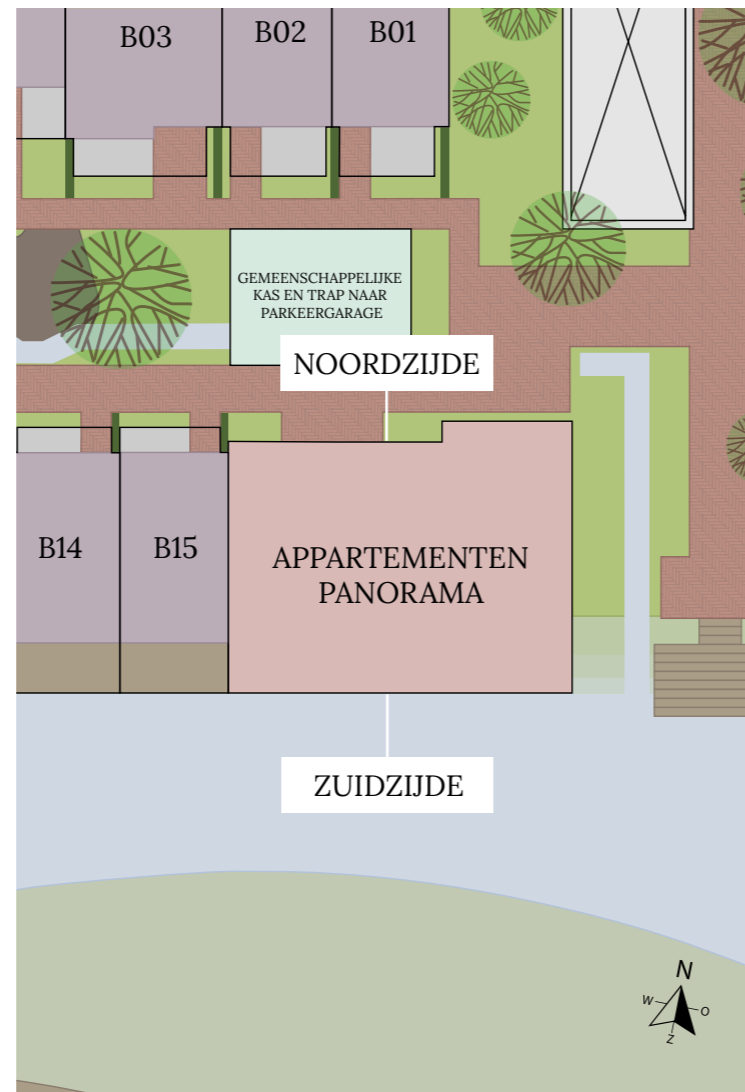 B03
B02
B01
GEMEENSCHAPPELIJKE
KAS EN TRAP NAAR
PARKEERGARAGE
NOORDZIJDE
B14
B15
APPARTEMENTEN
PANORAMA
ZUIDZIJDE
N
W
O
Z